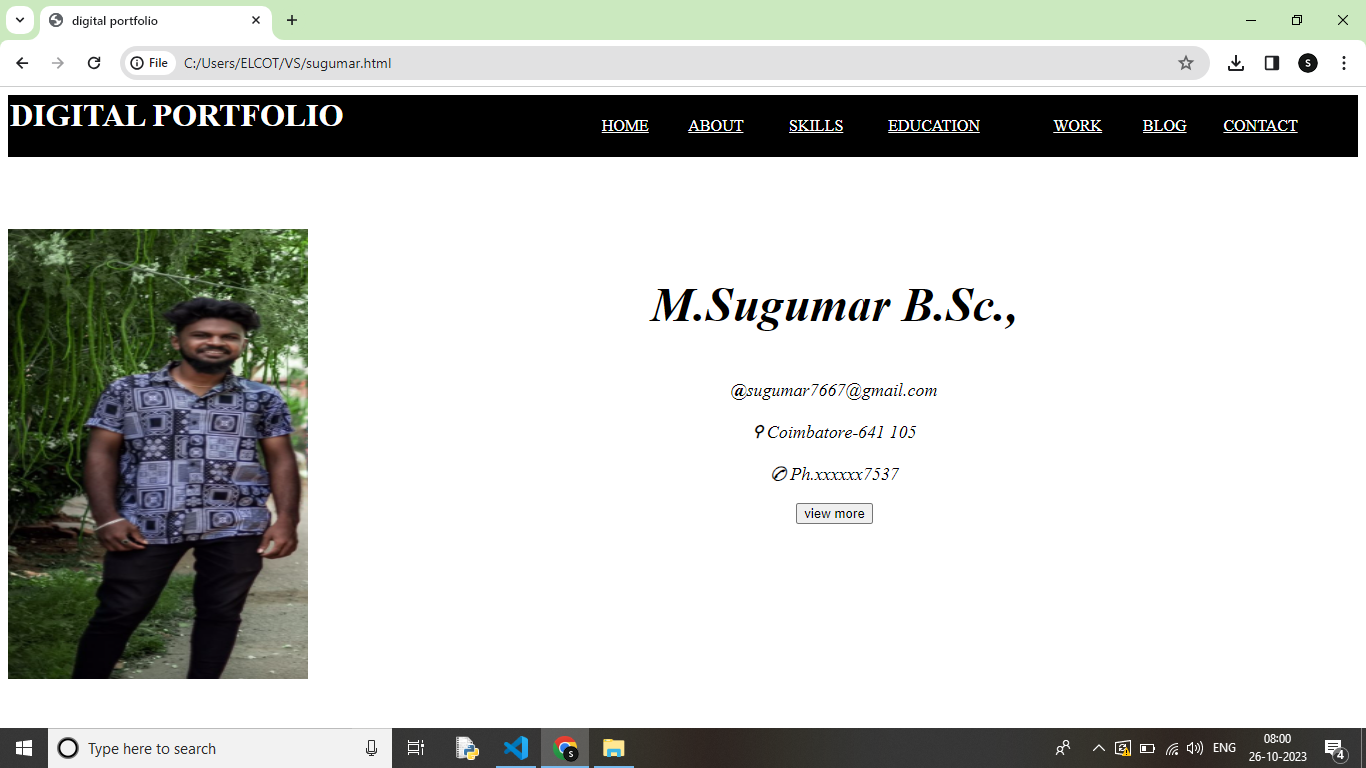 digital portfolio
File C:/Users/ELCOT/VS/sugumar.html
S
DIGITAL PORTFOLIO HOME ABOUT SKILLS EDUCATION WORK BLOG CONTACT
M.Sugumar B.Sc.,
@sugumar7667@gmail.com
⚲ Coimbatore-641 105
✆ Ph.xxxxxx7537
view more
Type here to search
S
ENG
08:00
26-10-2023
4